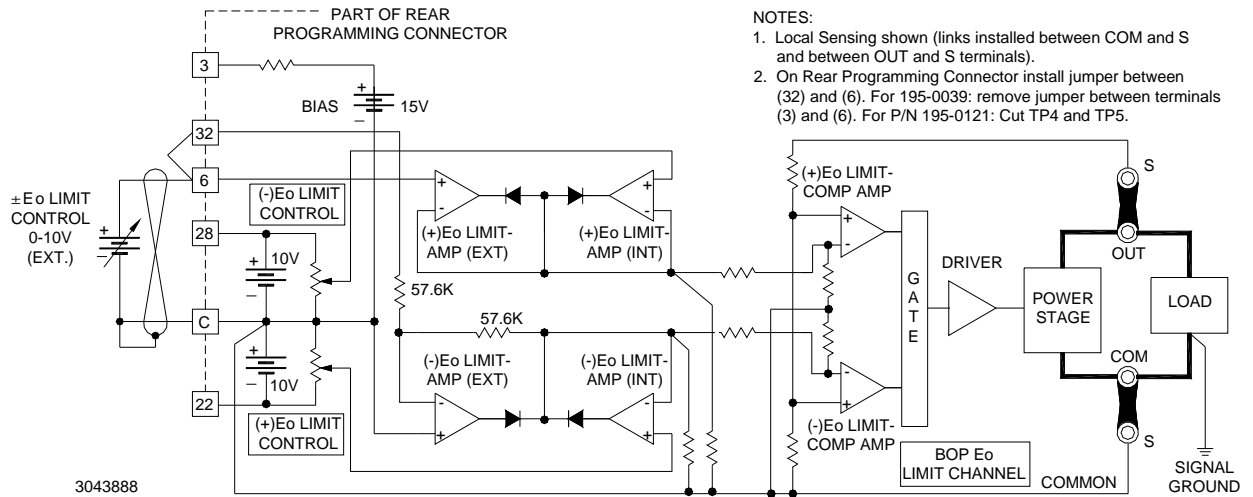 PART OF REAR
PROGRAMMING CONNECTOR
NOTES:
1. Local Sensing shown (links installed between COM and S
and between OUT and S terminals).
2. On Rear Programming Connector install jumper between
(32) and (6). For 195-0039: remove jumper between terminals
(3) and (6). For P/N 195-0121: Cut TP4 and TP5.
3
+
BIAS
15V
–
32
6
±Eo LIMIT
CONTROL
0-10V
(EXT.)
+
–
(-)Eo LIMIT
CONTROL
28
+
10V
–
C
+
10V
–
22
(+)Eo LIMIT
CONTROL
57.6K
57.6K
+
-
(+)Eo LIMIT-
AMP (EXT)
+
-
(+)Eo LIMIT-
AMP (INT)
(-)Eo LIMIT-
AMP (EXT)
-
+
(-)Eo LIMIT-
AMP (INT)
-
+
(+)Eo LIMIT-
COMP AMP
+
-
-
+
(-)Eo LIMIT-
COMP AMP
G
A
T
E
DRIVER
POWER
STAGE
S
OUT
LOAD
COM
S
BOP Eo
LIMIT CHANNEL
COMMON
SIGNAL
GROUND
3043888